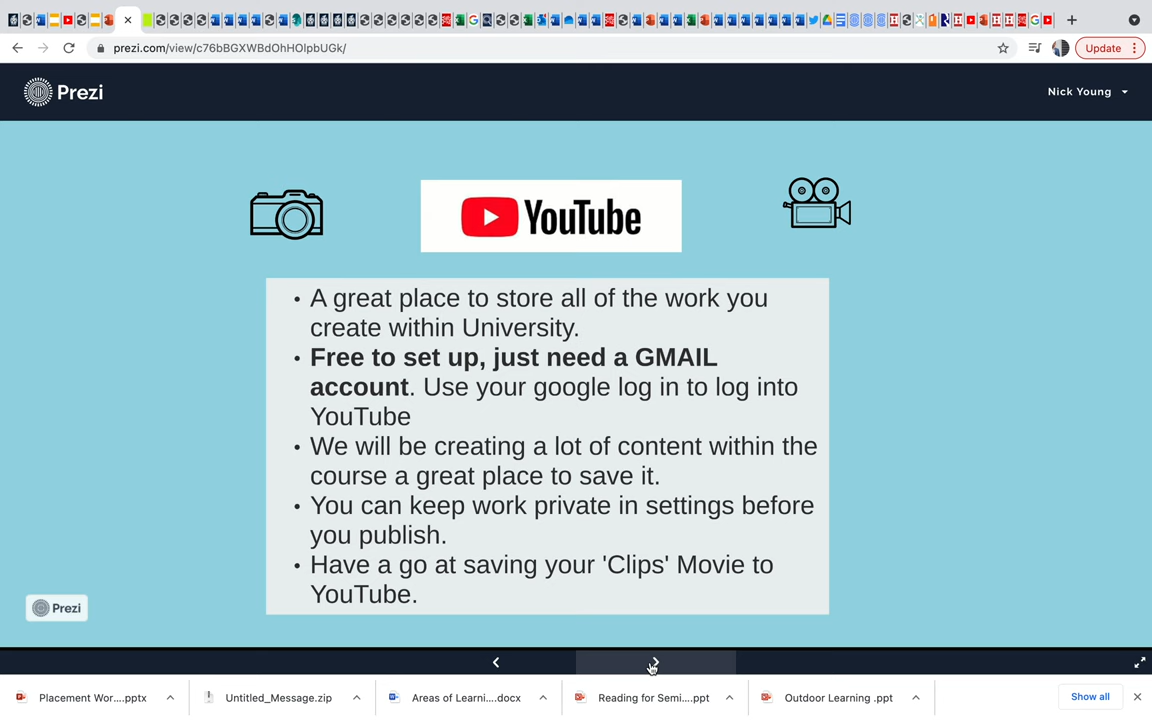 prezi.com/view/c76bBGXWBdOhHOlpbUGk/
Update
Prezi
Nick Young
YouTube
• A great place to store all of the work you
create within University.
• Free to set up, just need a GMAIL
account. Use your google log in to log into
YouTube
• We will be creating a lot of content within the
course a great place to save it.
• You can keep work private in settings before
you publish.
• Have a go at saving your 'Clips' Movie to
YouTube.
Prezi
Placement Wor....pptx
Untitled_Message.zip
Areas of Learni....docx
Reading for Semi....ppt
Outdoor Learning .ppt
Show all